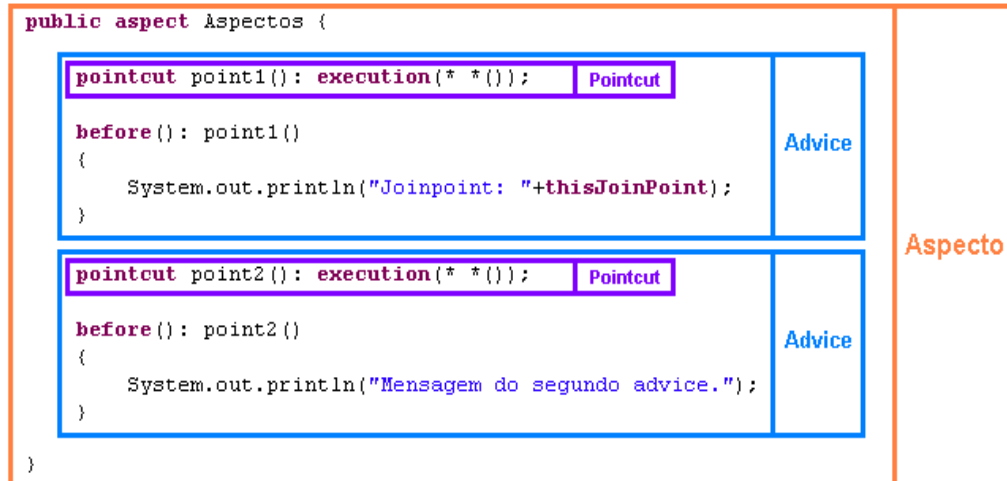 public aspect Aspectos {
pointcut point1(): execution(* *()); Pointcut
before(): point1()
{
System.out.println("Joinpoint: "+thisJoinPoint);
}
Advice
pointcut point2(): execution(* *()); Pointcut
before(): point2()
{
System.out.println("Mensagem do segundo advice.");
}
Advice
}
Aspecto